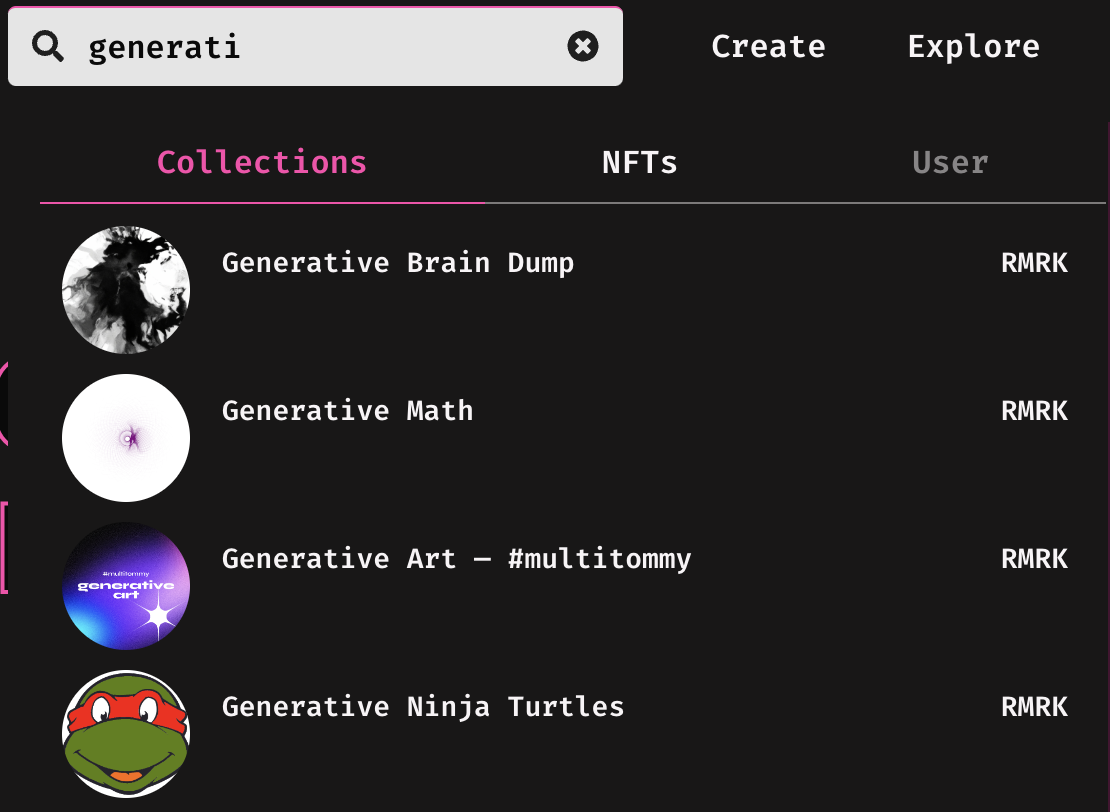 generati
Create
Explore
Collections
NFTs
User
Generative Brain Dump
RMRK
Generative Math
RMRK
#multitommy
generative
art
Generative Art — #multitommy
RMRK
Generative Ninja Turtles
RMRK